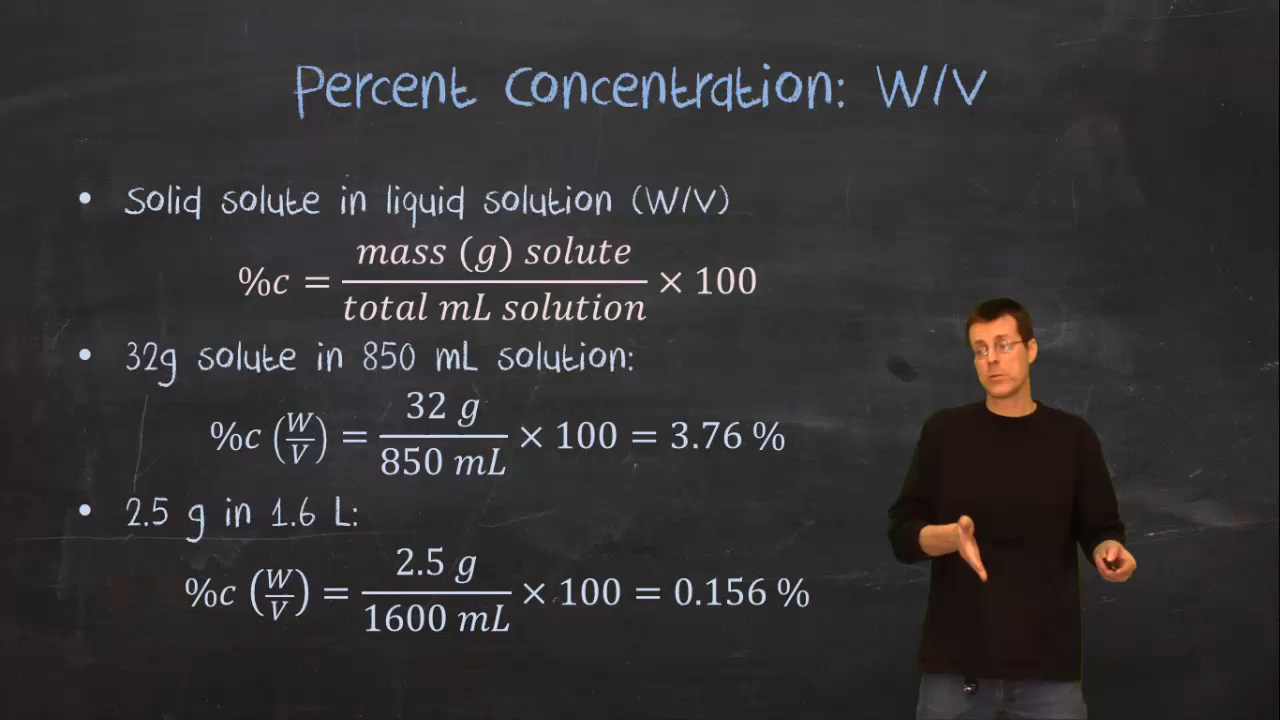 Percent Concentration: W/V
• Solid solute in liquid solution (W/V)
%c = mass (g) solute / total mL solution × 100
• 32g solute in 850 mL solution:
%c (W/V) = 32 g / 850 mL × 100 = 3.76 %
• 2.5 g in 1.6 L:
%c (W/V) = 2.5 g / 1600 mL × 100 = 0.156 %